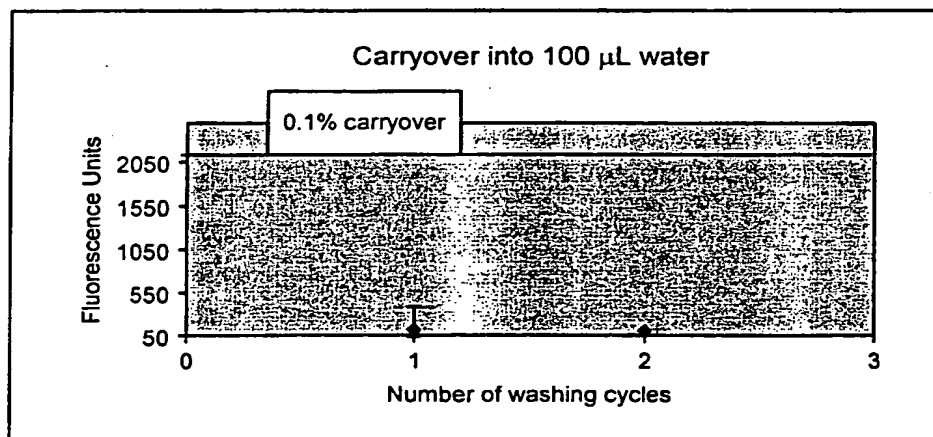 Carryover into 100 μL water
0.1% carryover
Fluorescence Units
2050
1550
1050
550
50
0
1
2
3
Number of washing cycles